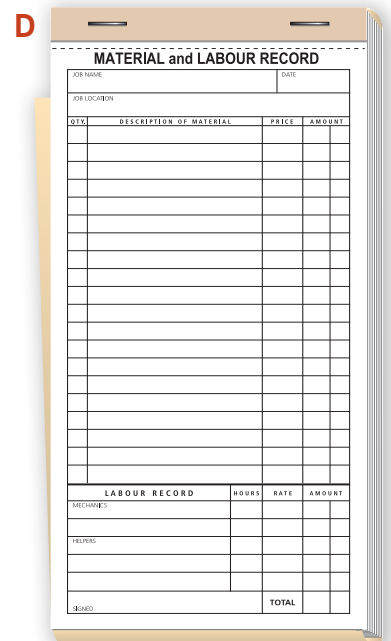 D
MATERIAL and LABOUR RECORD
JOB NAME DATE
JOB LOCATION
QTY. DESCRIPTION OF MATERIAL PRICE AMOUNT
LABOUR RECORD HOURS RATE AMOUNT
MECHANICS
HELPERS
SIGNED TOTAL